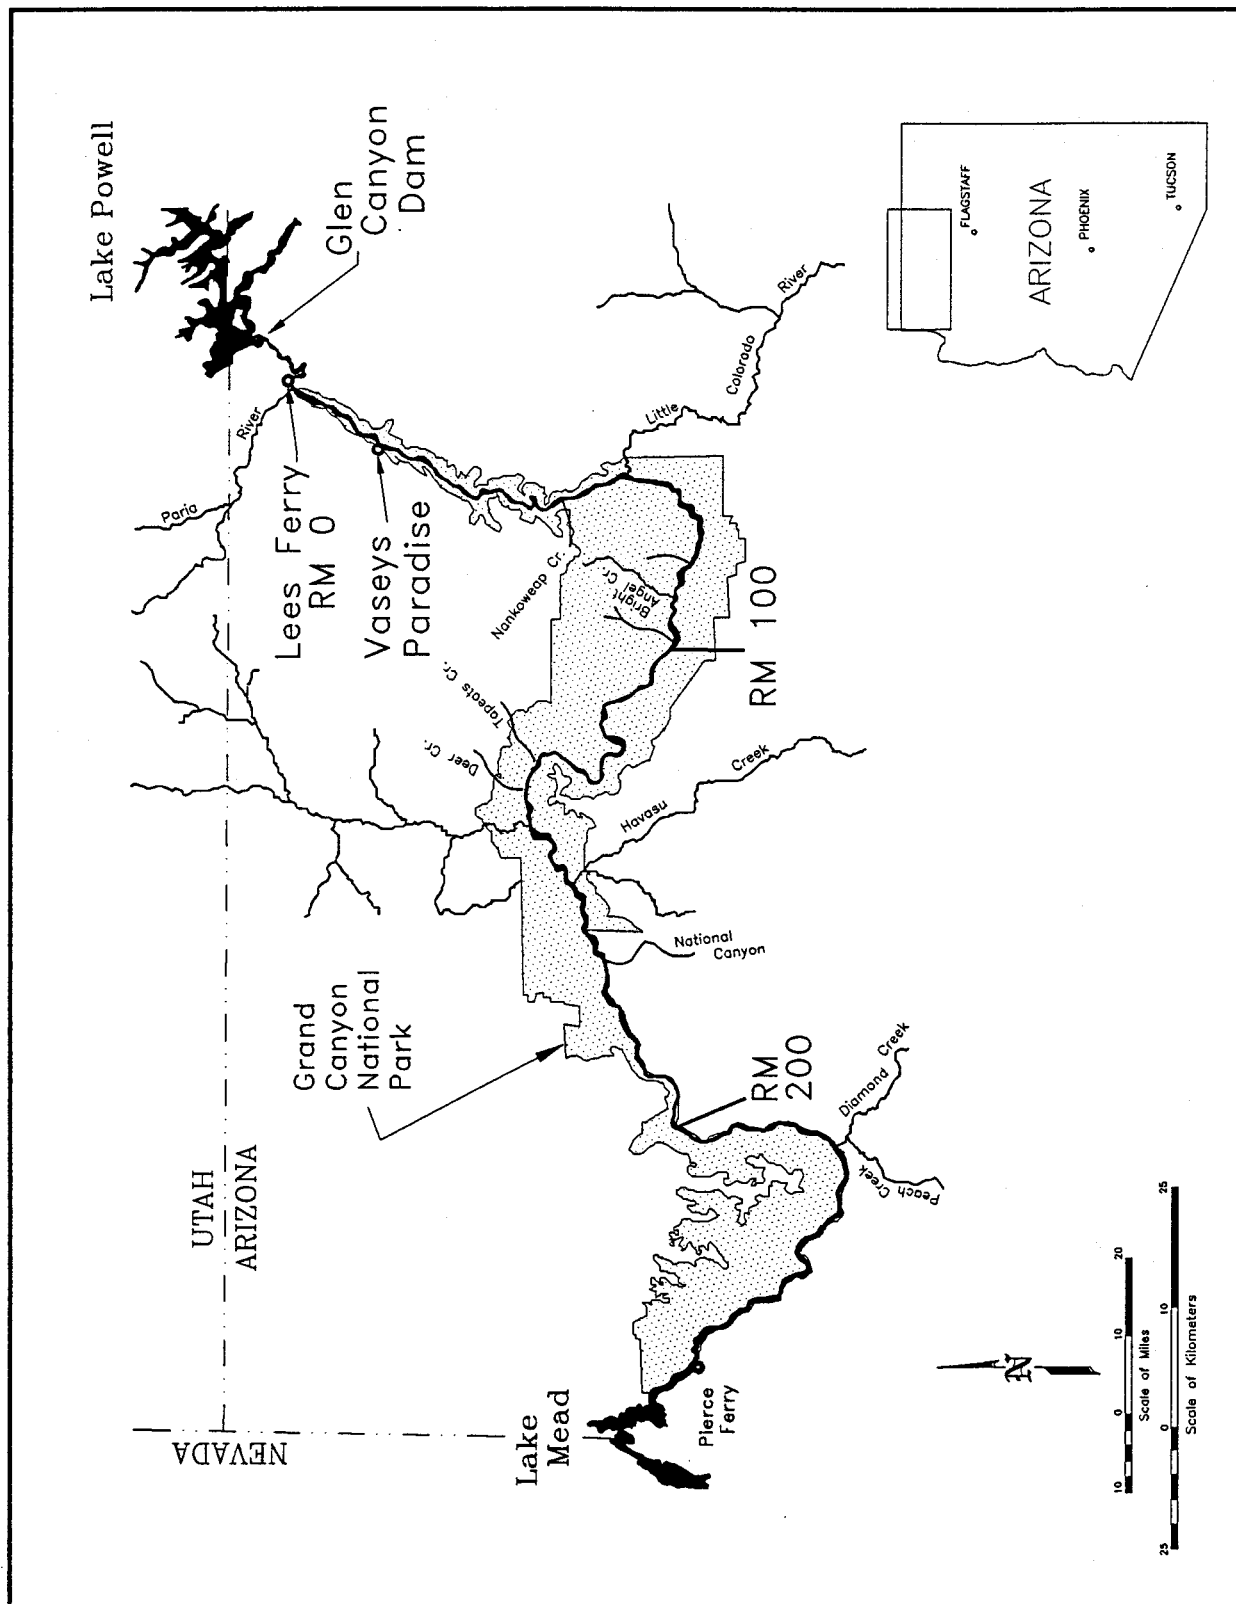 Lake Powell
Glen
Canyon
Dam
Paria
River
Lees Ferry
RM 0
Vaseys
Paradise
Nankoweap Cr.
Bright
Angel Cr.
Little
Colorado
River
RM 100
Tapeats Cr.
Deer Cr.
Havasu
Creek
National
Canyon
Grand
Canyon
National
Park
RM
200
Diamond
Creek
Peach
Creek
UTAH
ARIZONA
NEVADA
Lake
Mead
Pierce
Ferry
N
10 0 10 20
Scale of Miles
25 0 10 25
Scale of Kilometers
FLAGSTAFF
ARIZONA
PHOENIX
TUCSON